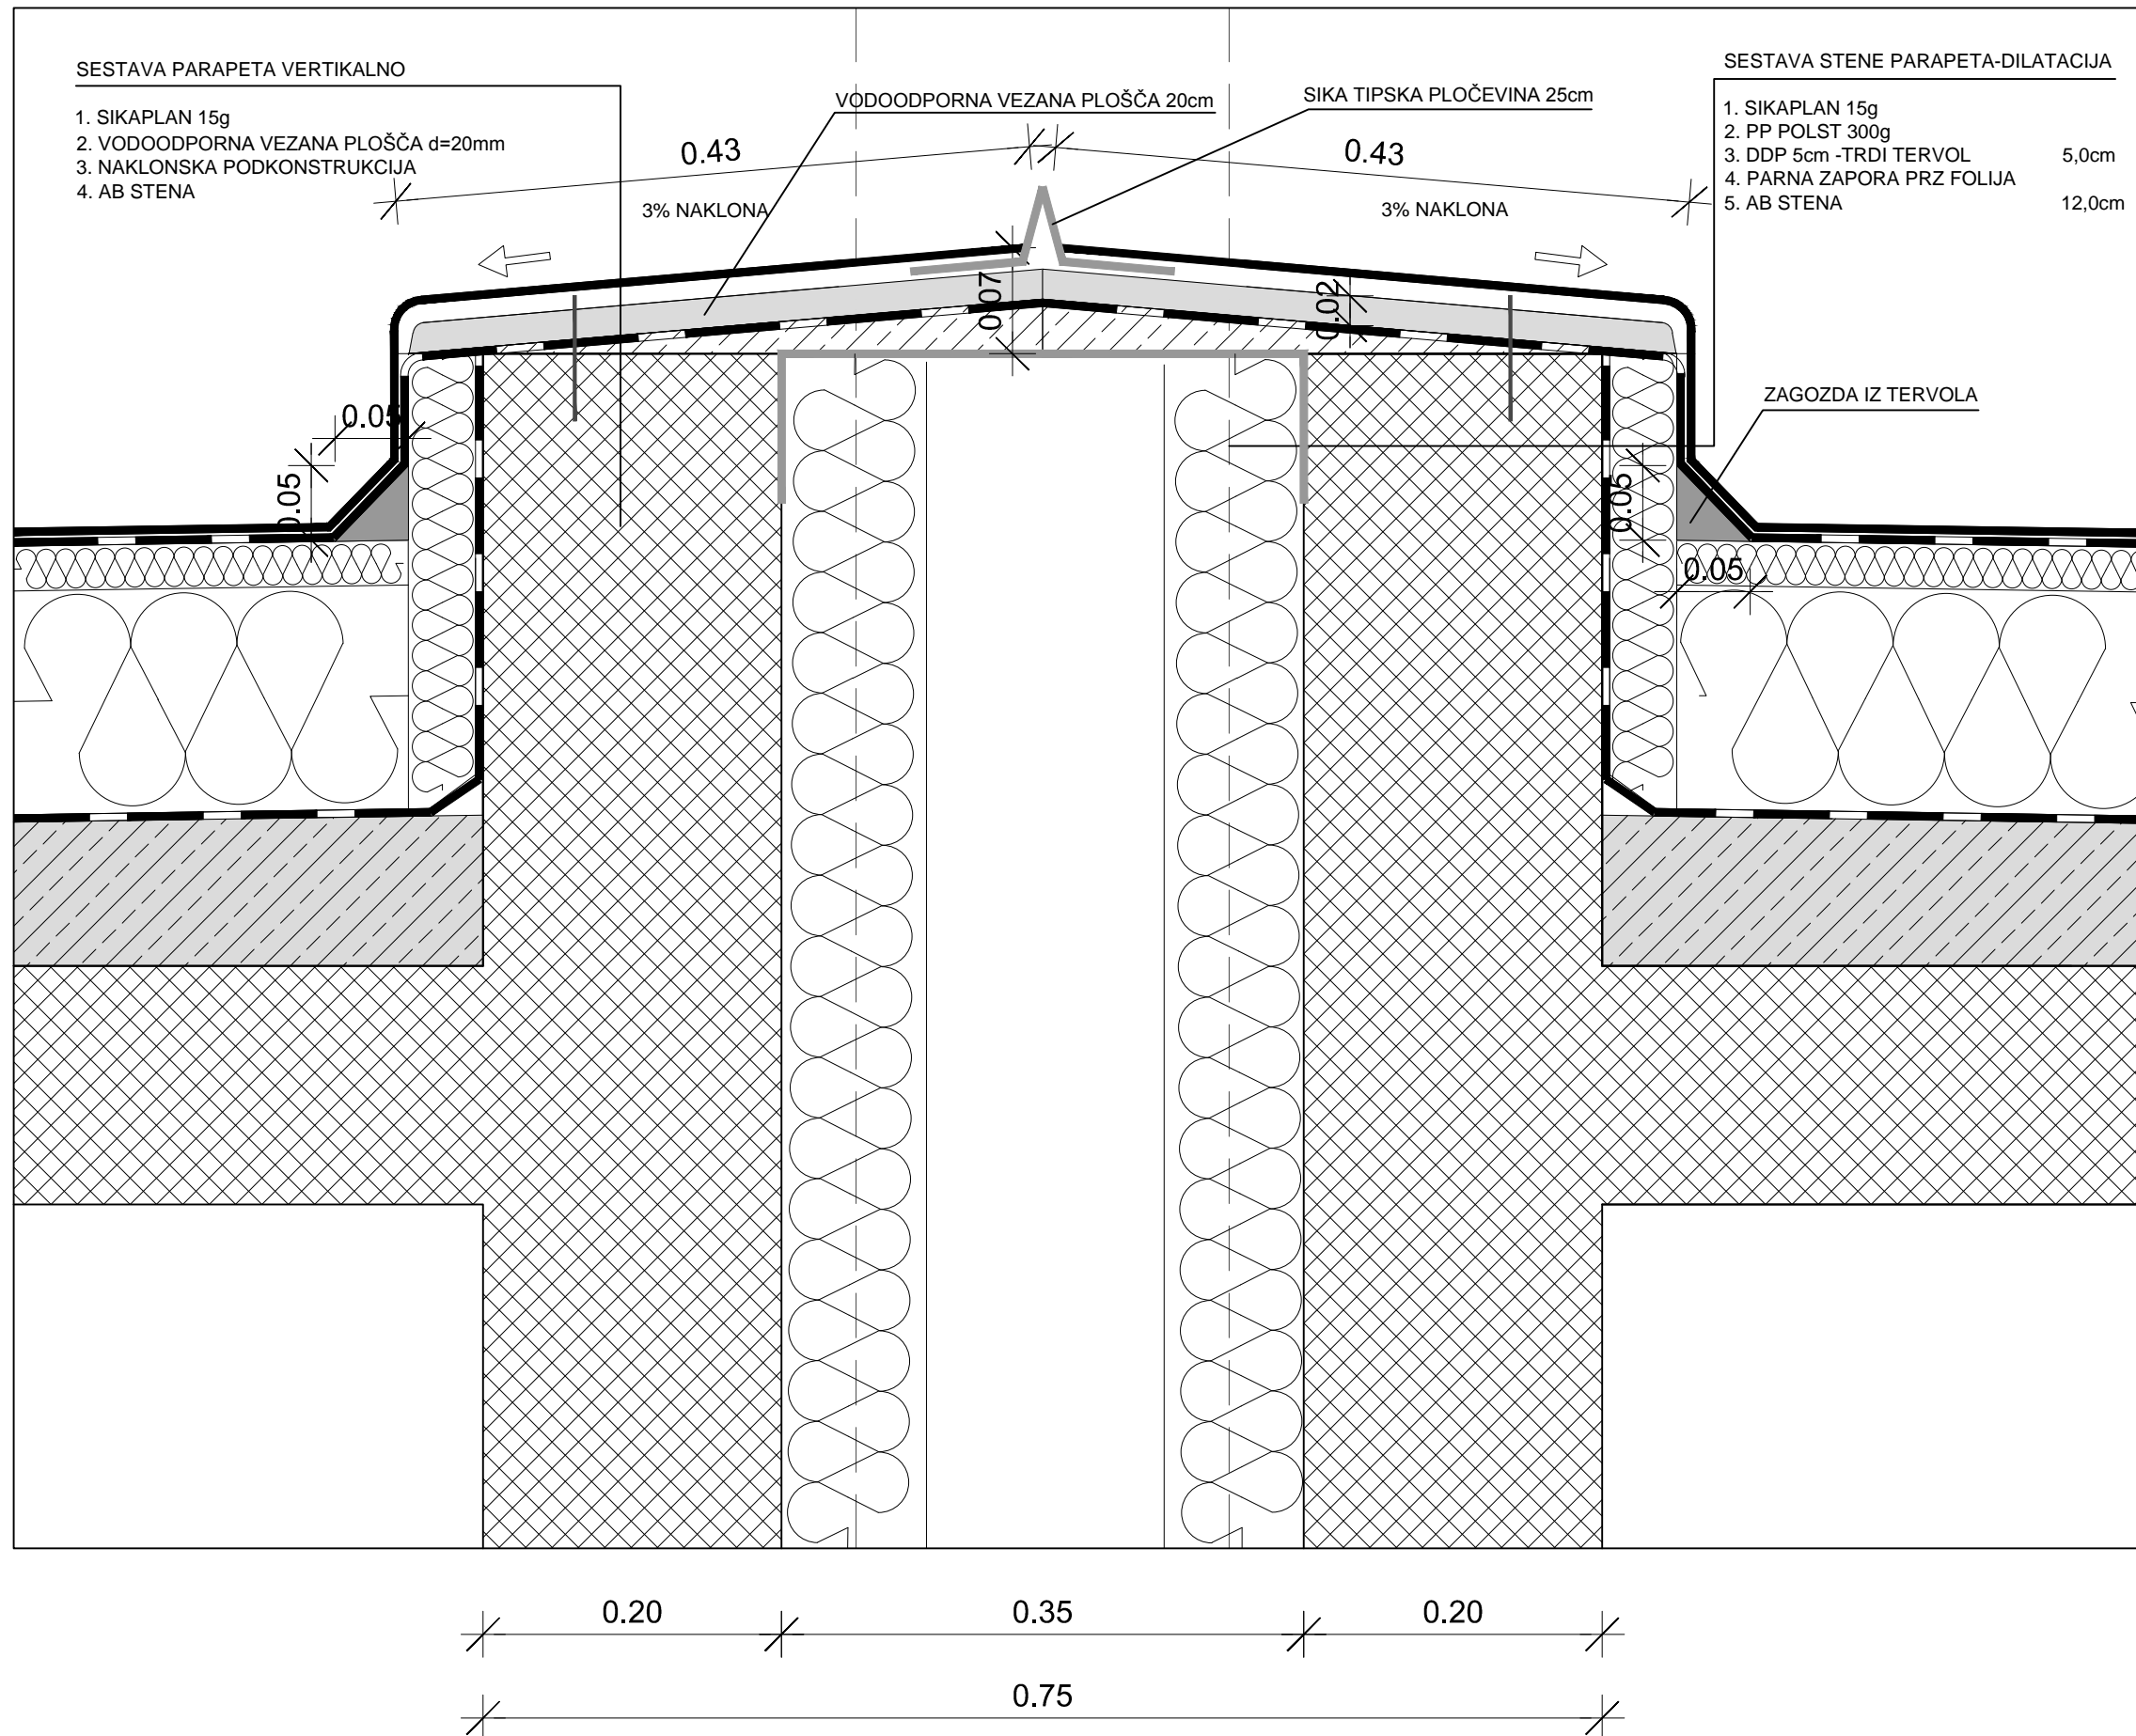 SESTAVA PARAPETA VERTIKALNO
1. SIKAPLAN 15g
2. VODOODPORNA VEZANA PLOŠČA d=20mm
3. NAKLONSKA PODKONSTRUKCIJA
4. AB STENA
VODOODPORNA VEZANA PLOŠČA 20cm
SIKA TIPSKA PLOČEVINA 25cm
SESTAVA STENE PARAPETA-DILATACIJA
1. SIKAPLAN 15g
2. PP POLST 300g
3. DDP 5cm -TRDI TERVOL 5,0cm
4. PARNA ZAPORA PRZ FOLIJA
5. AB STENA 12,0cm
0.43
0.43
3% NAKLONA
3% NAKLONA
0.07
0.02
ZAGOZDA IZ TERVOLA
0.05
0.05
0.05
0.05
0.20
0.35
0.20
0.75